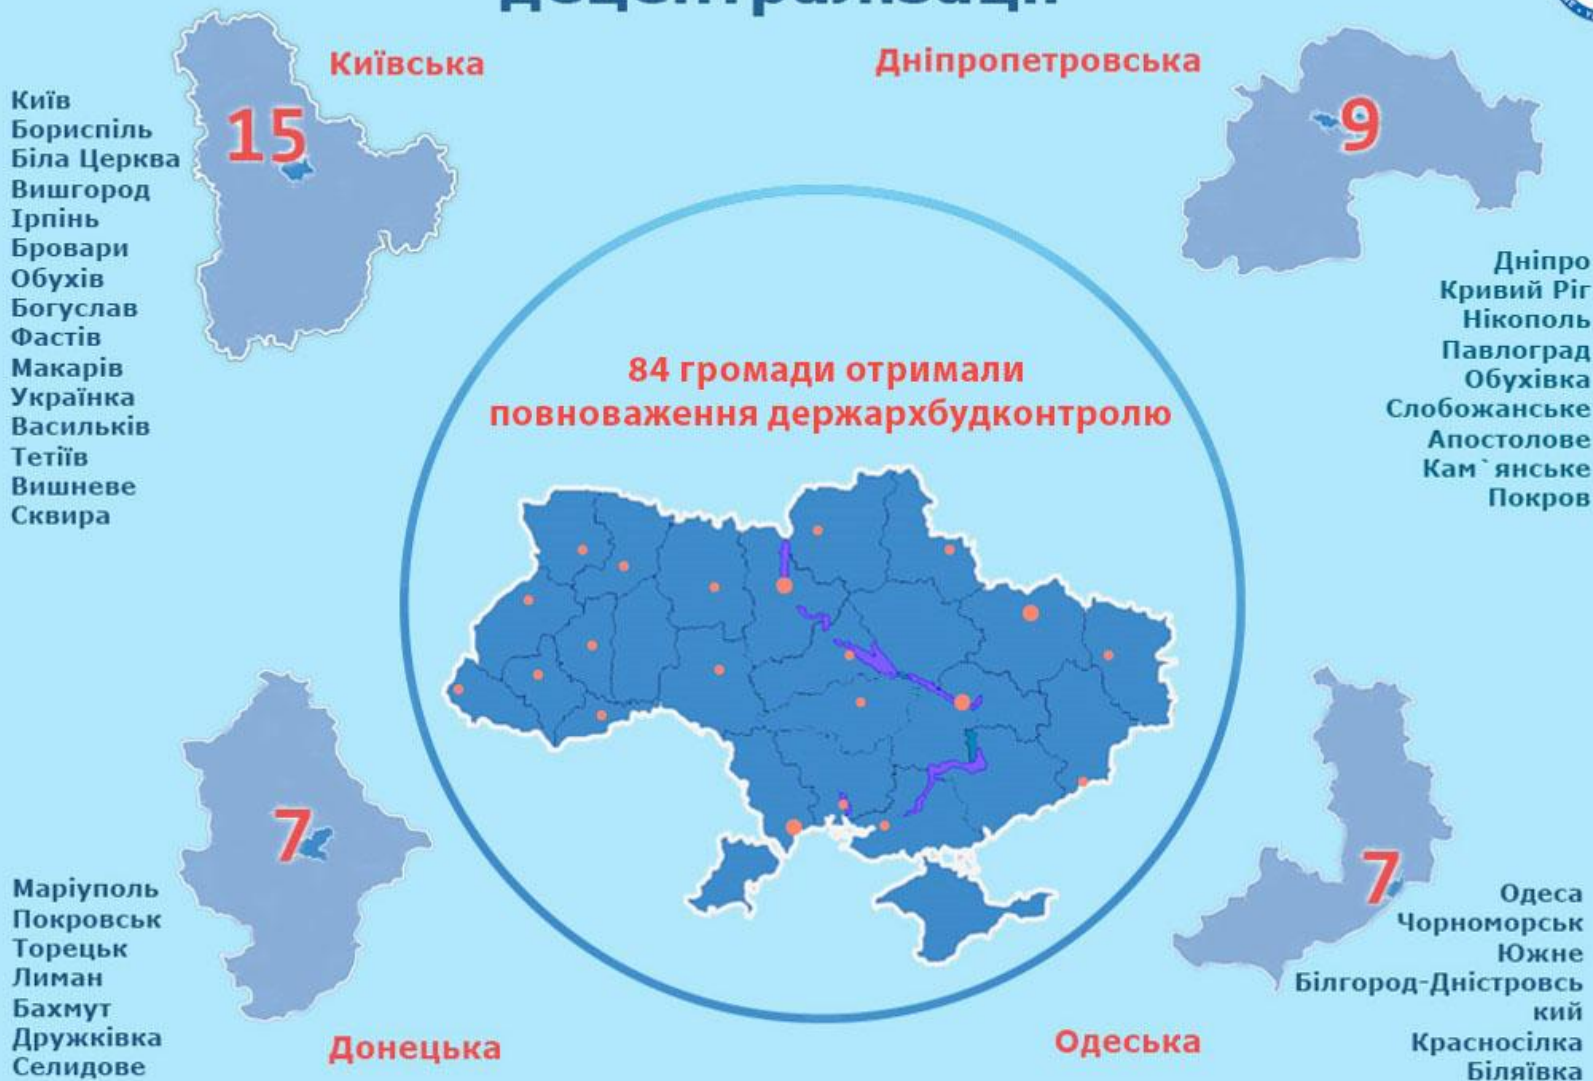 децентралізації
Київська
15
Київ
Бориспіль
Біла Церква
Вишгород
Ірпінь
Бровари
Обухів
Богуслав
Фастів
Макарів
Українка
Васильків
Тетіїв
Вишневе
Сквира
Дніпропетровська
9
Дніпро
Кривий Ріг
Нікополь
Павлоград
Обухівка
Слобожанське
Апостолове
Кам`янське
Покров
84 громади отримали
повноваження держархбудконтролю
7
Маріуполь
Покровськ
Торецьк
Лиман
Бахмут
Дружківка
Селидове
Донецька
7
Одеса
Чорноморськ
Южне
Білгород-Дністровсь
кий
Красносілка
Біляївка
Одеська